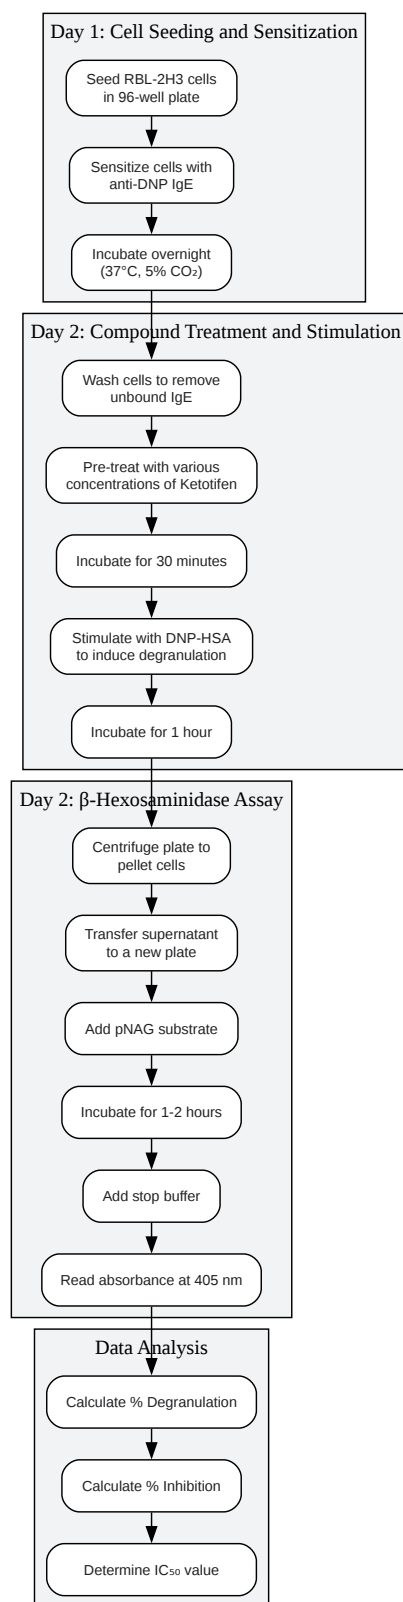 Day 1: Cell Seeding and Sensitization
Seed RBL-2H3 cells
in 96-well plate
Sensitize cells with
anti-DNP IgE
Incubate overnight
(37°C, 5% CO₂)
Day 2: Compound Treatment and Stimulation
Wash cells to remove
unbound IgE
Pre-treat with various
concentrations of Ketotifen
Incubate for 30 minutes
Stimulate with DNP-HSA
to induce degranulation
Incubate for 1 hour
Day 2: β-Hexosaminidase Assay
Centrifuge plate to
pellet cells
Transfer supernatant
to a new plate
Add pNAG substrate
Incubate for 1-2 hours
Add stop buffer
Read absorbance at 405 nm
Data Analysis
Calculate % Degranulation
Calculate % Inhibition
Determine IC₅₀ value